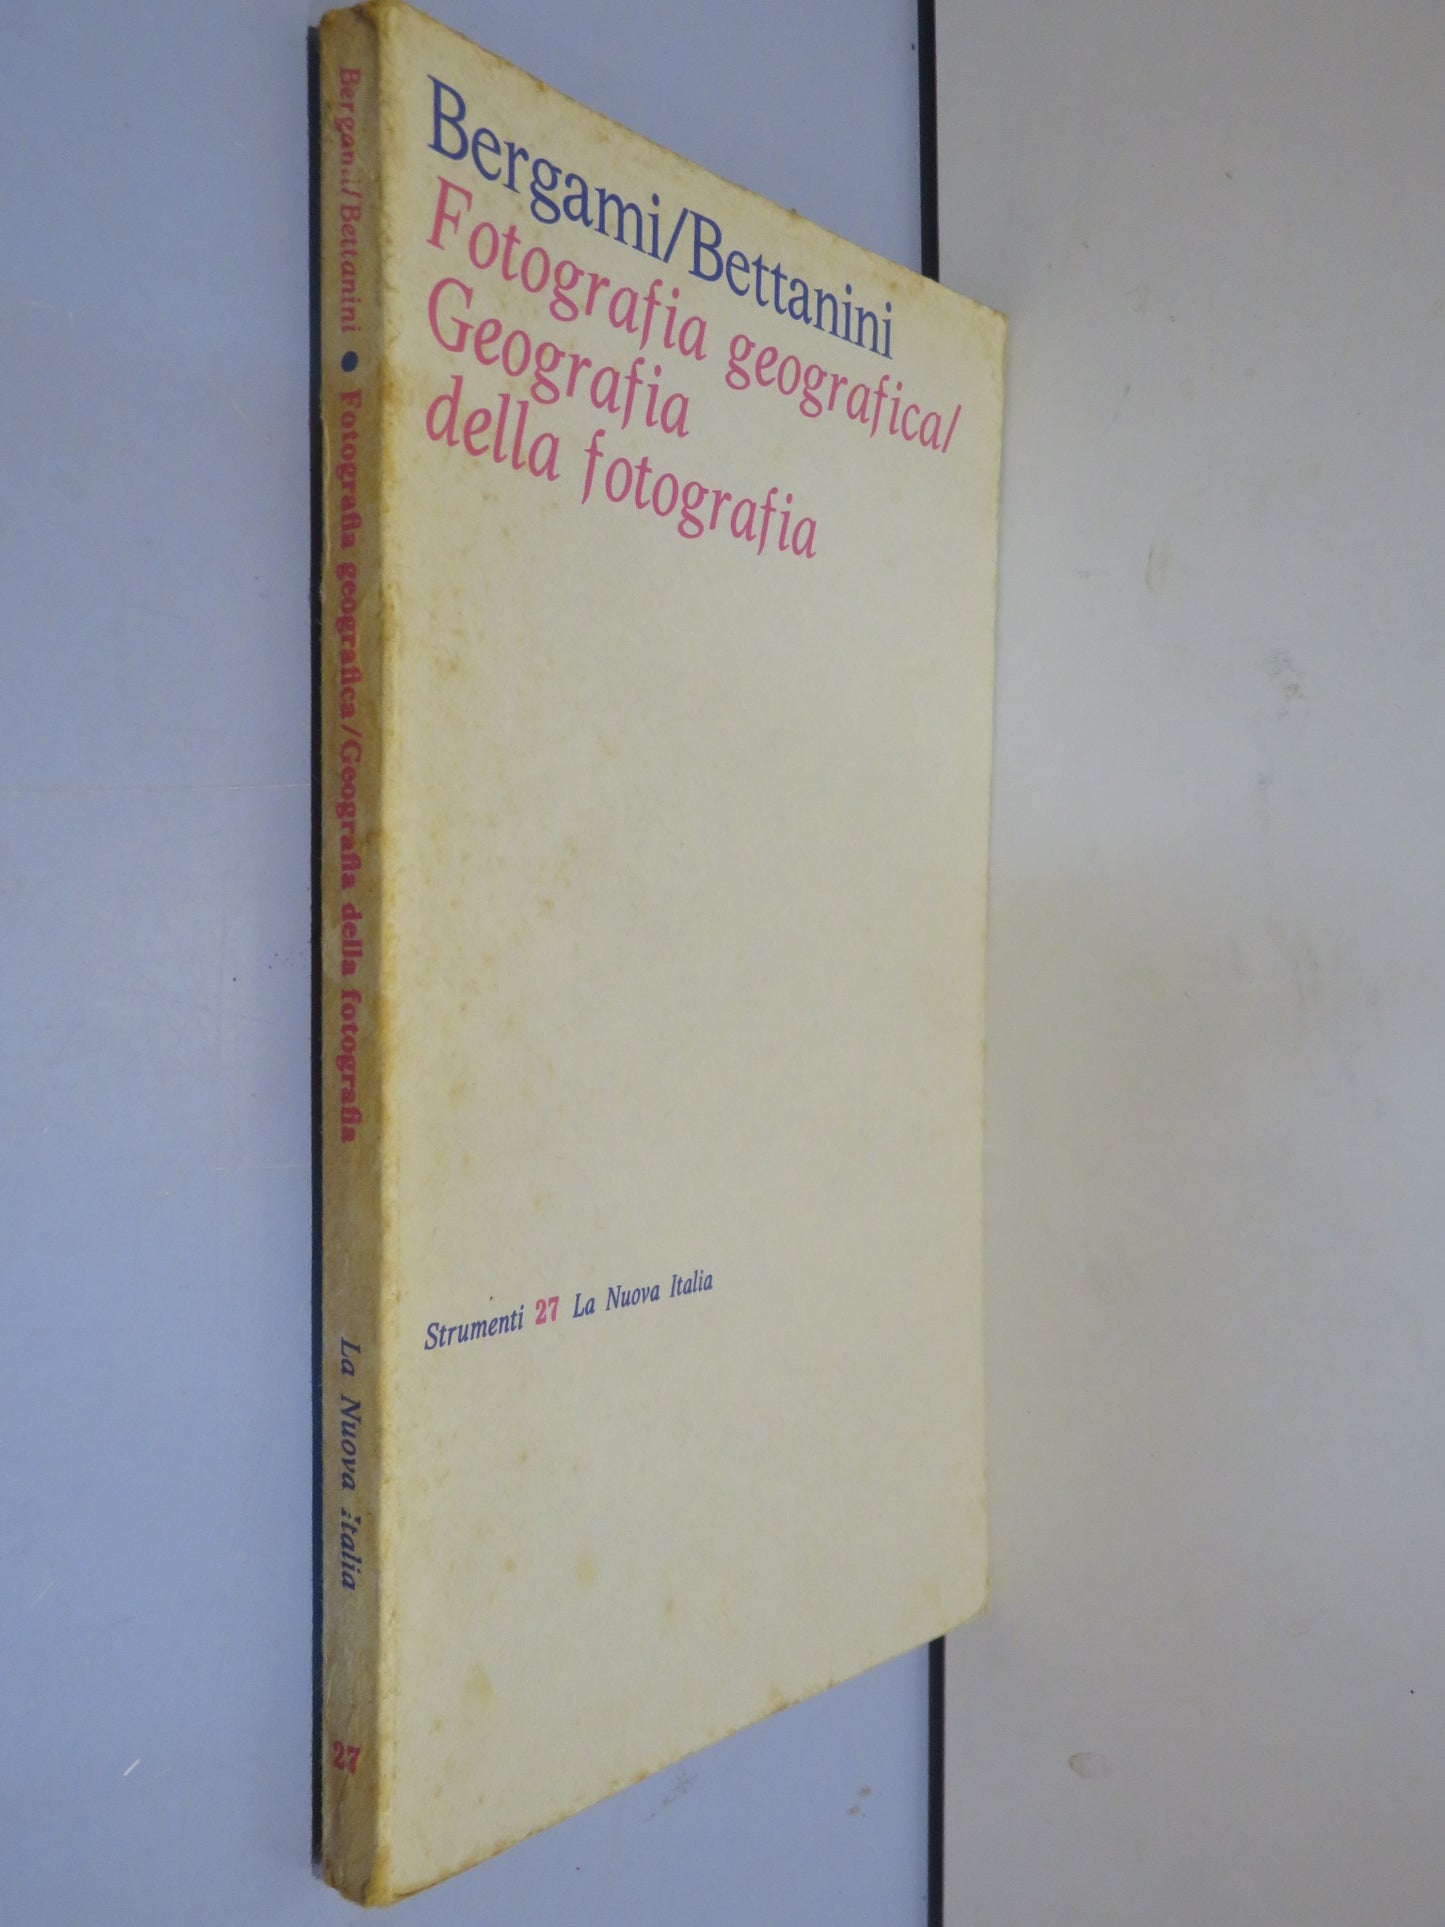 Bergami/Bettanini
Fotografia geografica/
Geografia
della fotografia
Strumenti 27 La Nuova Italia
Bergami/Bettanini ● Fotografia geografica/Geografia della fotografia La Nuova Italia 27